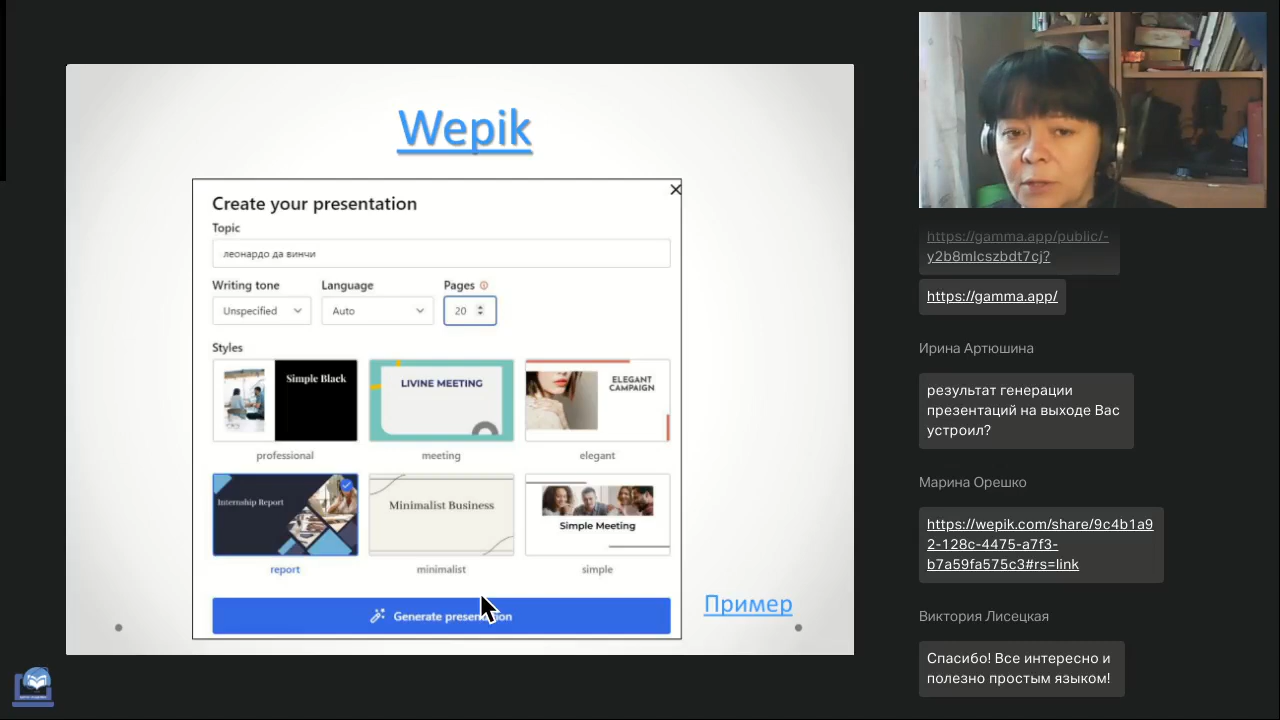 Wepik
Create your presentation
Topic
леонардо да винчи
Writing tone
Language
Pages
Unspecified
Auto
20
Styles
Simple Black
LIVINE MEETING
ELEGANT
CAMPAIGN
professional
meeting
elegant
Internship Report
Minimalist Business
Simple Meeting
report
minimalist
simple
Generate presentation
Пример
https://gamma.app/public/-
y2b8mlcszbdt7cj?
https://gamma.app/
Ирина Артюшина
результат генерации
презентаций на выходе Вас
устроил?
Марина Орешко
https://wepik.com/share/9c4b1a9
2-128c-4475-a7f3-
b7a59fa575c3#rs=link
Виктория Лисецкая
Спасибо! Все интересно и
полезно простым языком!